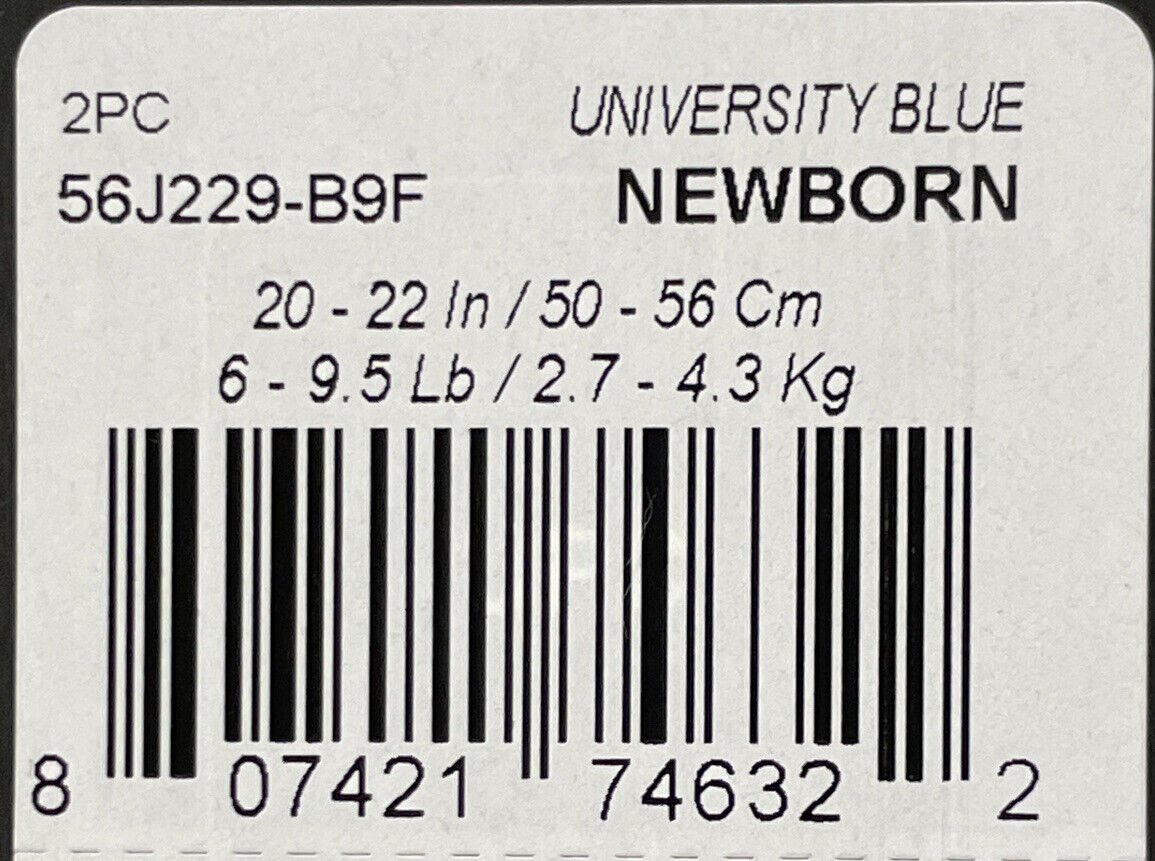 2PC UNIVERSITY BLUE
56J229-B9F NEWBORN
20 - 22 In / 50 - 56 Cm
6 - 9.5 Lb / 2.7 - 4.3 Kg
8 07421 74632 2